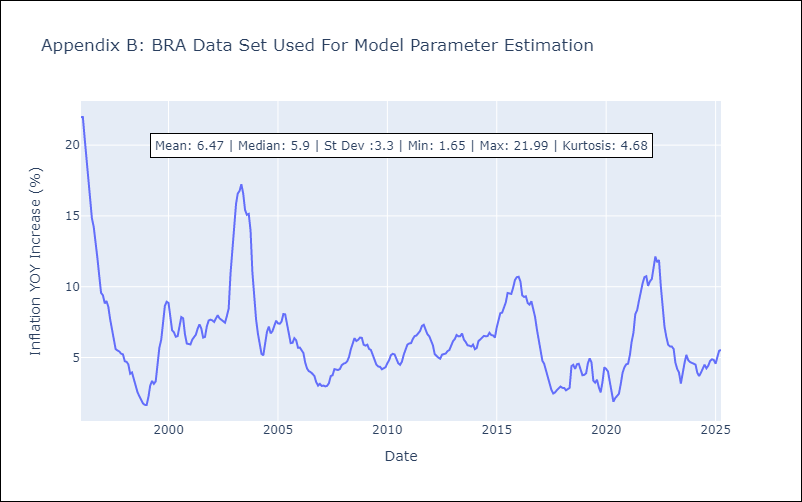 Appendix B: BRA Data Set Used For Model Parameter Estimation
Mean: 6.47 | Median: 5.9 | St Dev :3.3 | Min: 1.65 | Max: 21.99 | Kurtosis: 4.68
Inflation YOY Increase (%)
20
15
10
5
2000
2005
2010
2015
2020
2025
Date